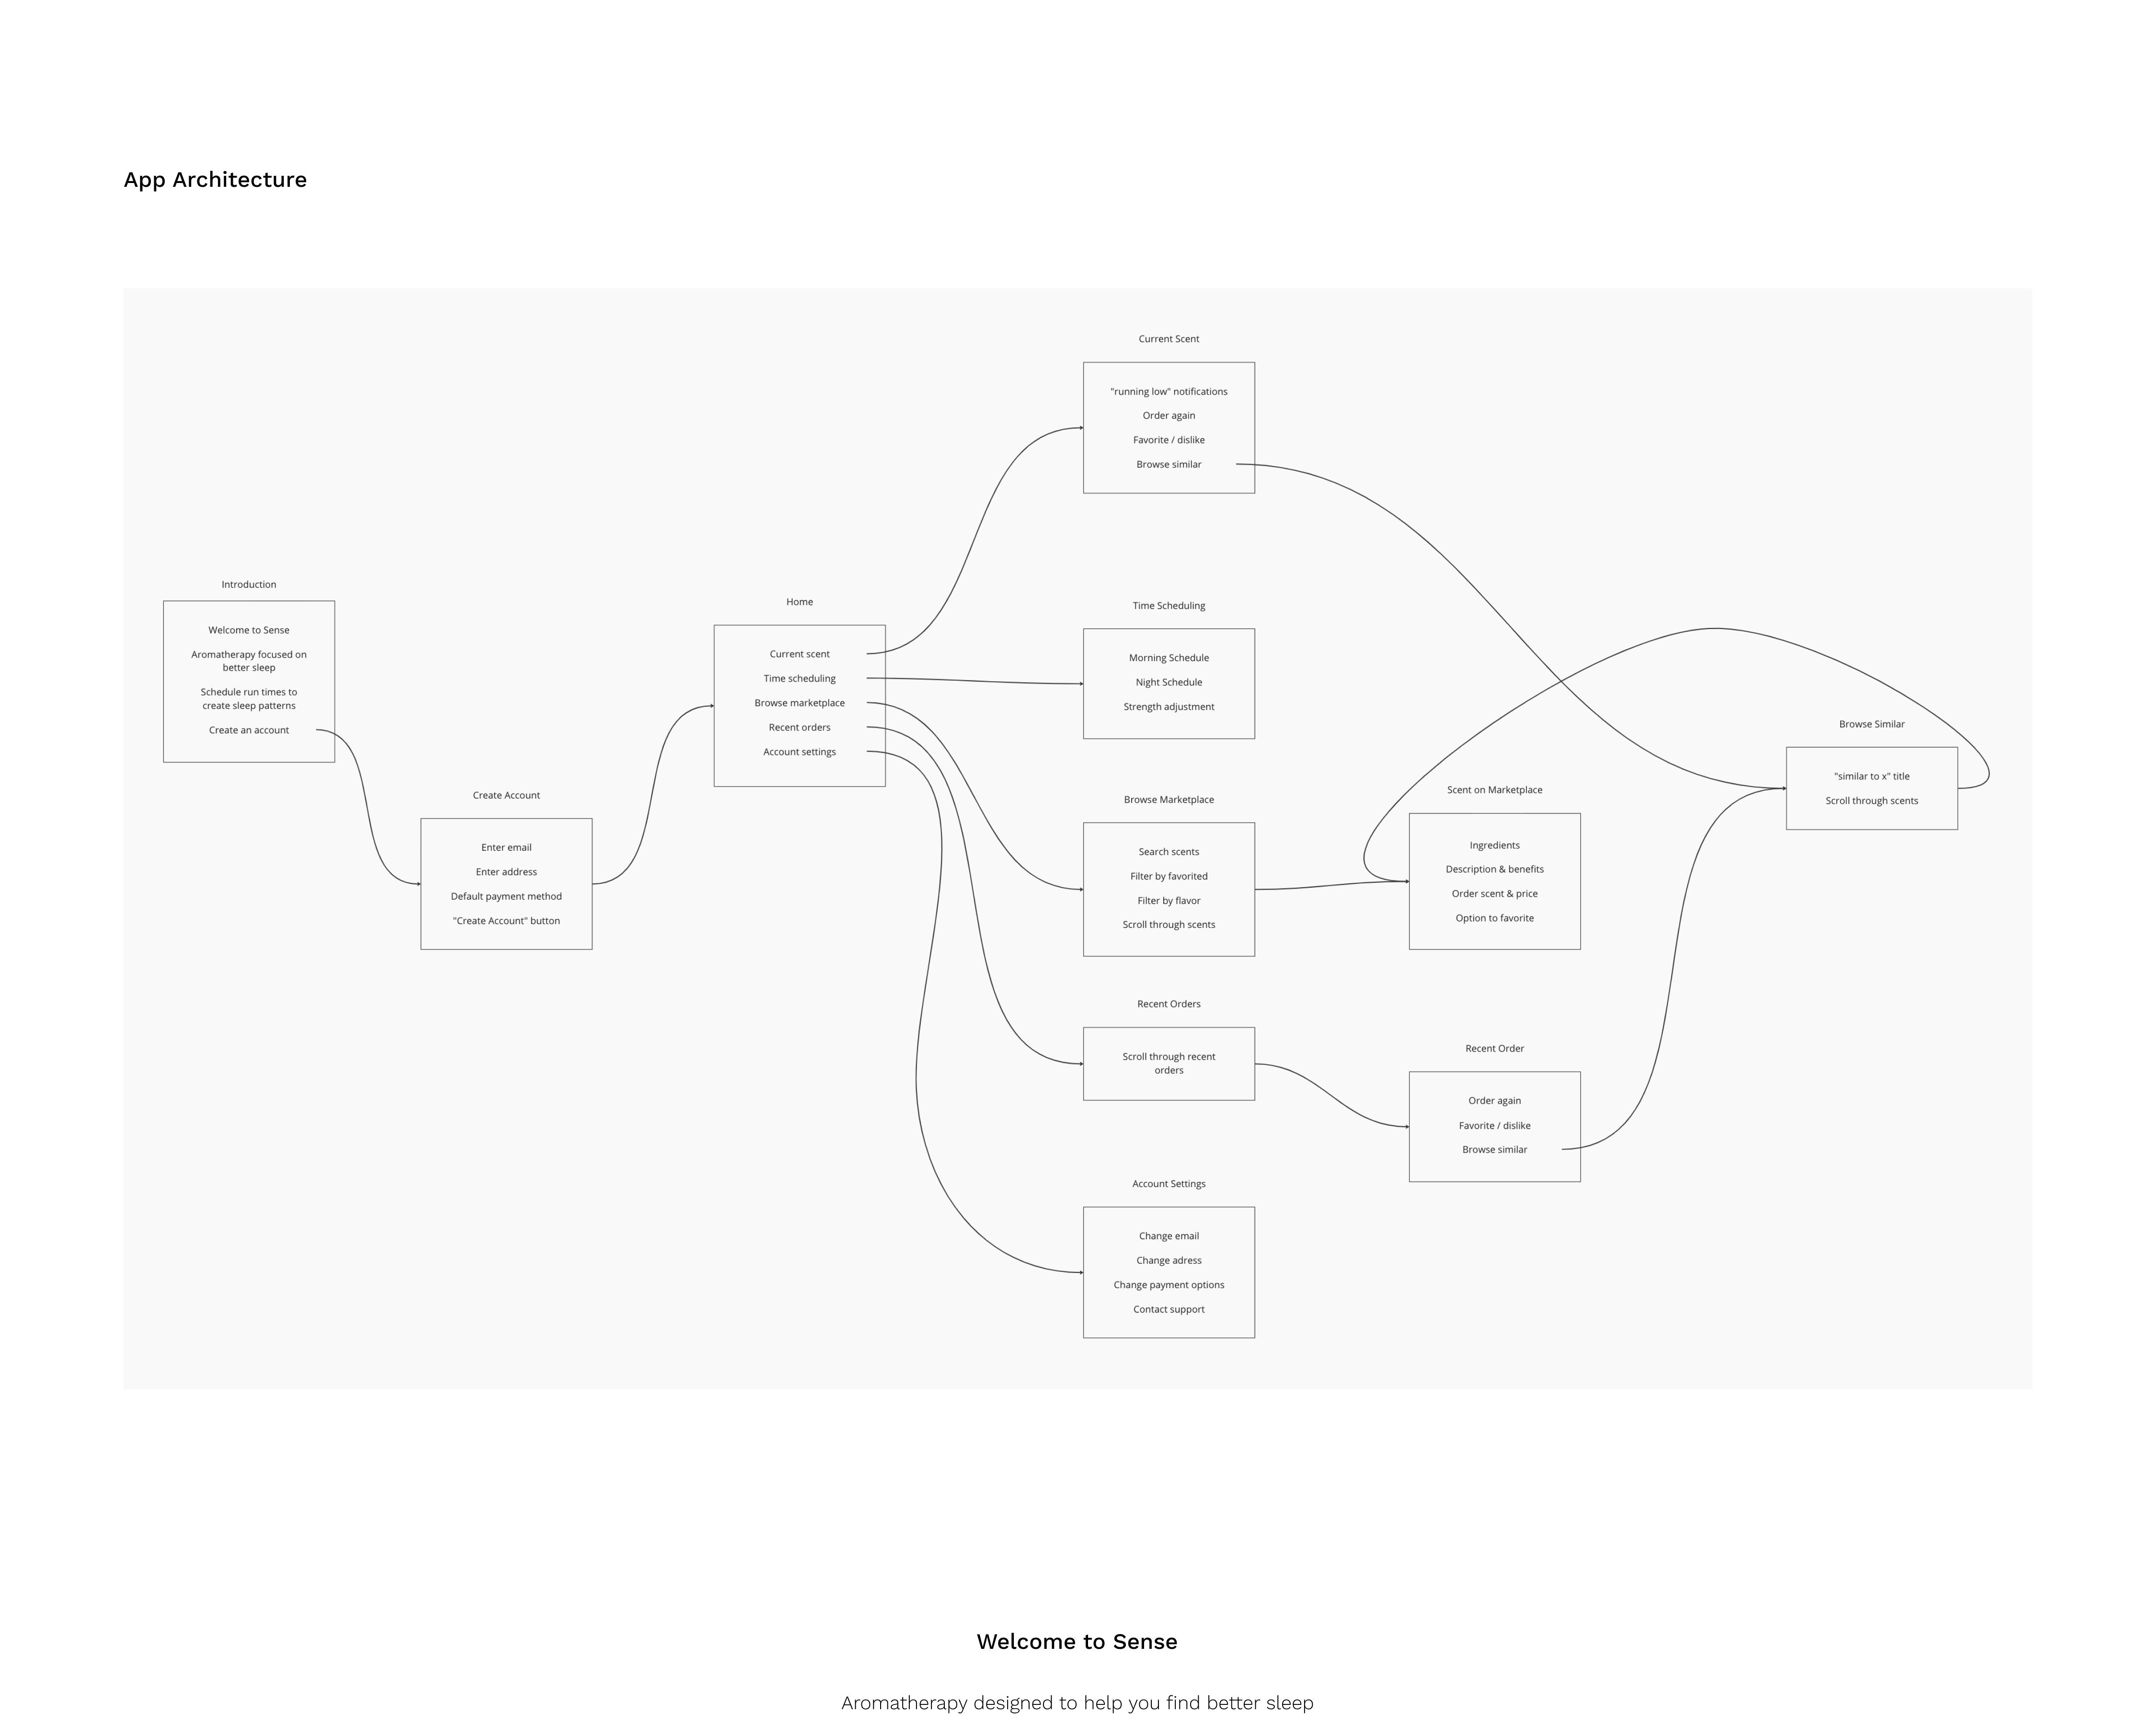 App Architecture
Introduction
Welcome to Sense
Aromatherapy focused on
better sleep
Schedule run times to
create sleep patterns
Create an account
Create Account
Enter email
Enter address
Default payment method
"Create Account" button
Home
Current scent
Time scheduling
Browse marketplace
Recent orders
Account settings
Current Scent
"running low" notifications
Order again
Favorite / dislike
Browse similar
Time Scheduling
Morning Schedule
Night Schedule
Strength adjustment
Browse Marketplace
Search scents
Filter by favorited
Filter by flavor
Scroll through scents
Recent Orders
Scroll through recent
orders
Account Settings
Change email
Change adress
Change payment options
Contact support
Scent on Marketplace
Ingredients
Description & benefits
Order scent & price
Option to favorite
Recent Order
Order again
Favorite / dislike
Browse similar
Browse Similar
"similar to x" title
Scroll through scents
Welcome to Sense
Aromatherapy designed to help you find better sleep